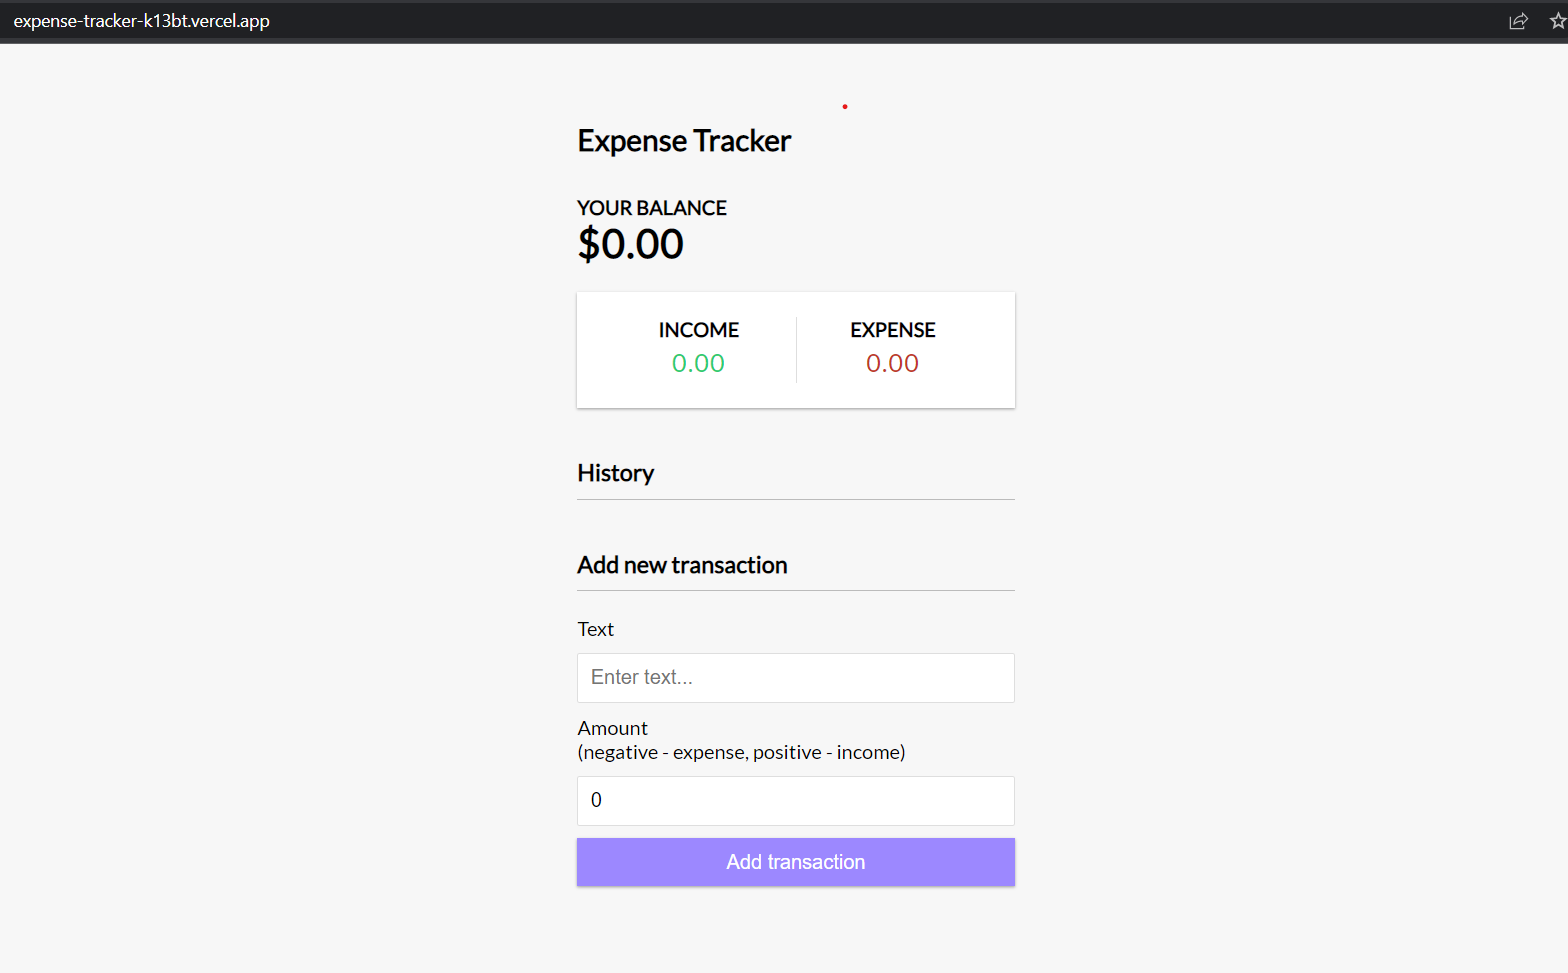 expense-tracker-k13bt.vercel.app
Expense Tracker
YOUR BALANCE
$0.00
INCOME
0.00
EXPENSE
0.00
History
Add new transaction
Text
Enter text...
Amount
(negative - expense, positive - income)
0
Add transaction